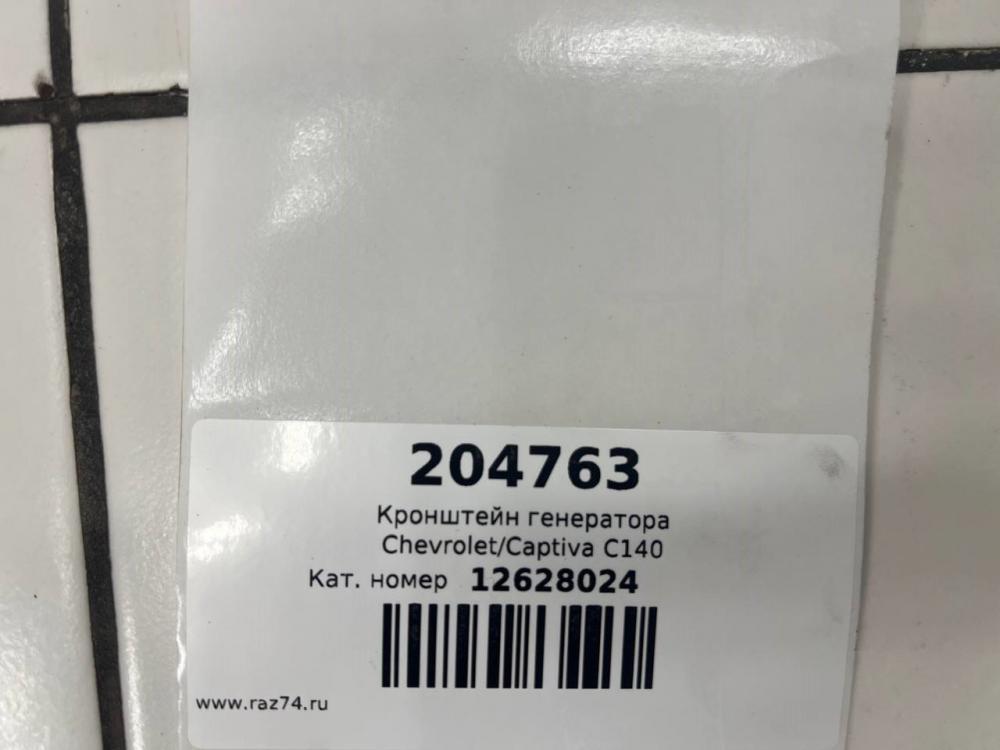 204763
Кронштейн генератора
Chevrolet/Captiva C140
Кат. номер 12628024
www.raz74.ru